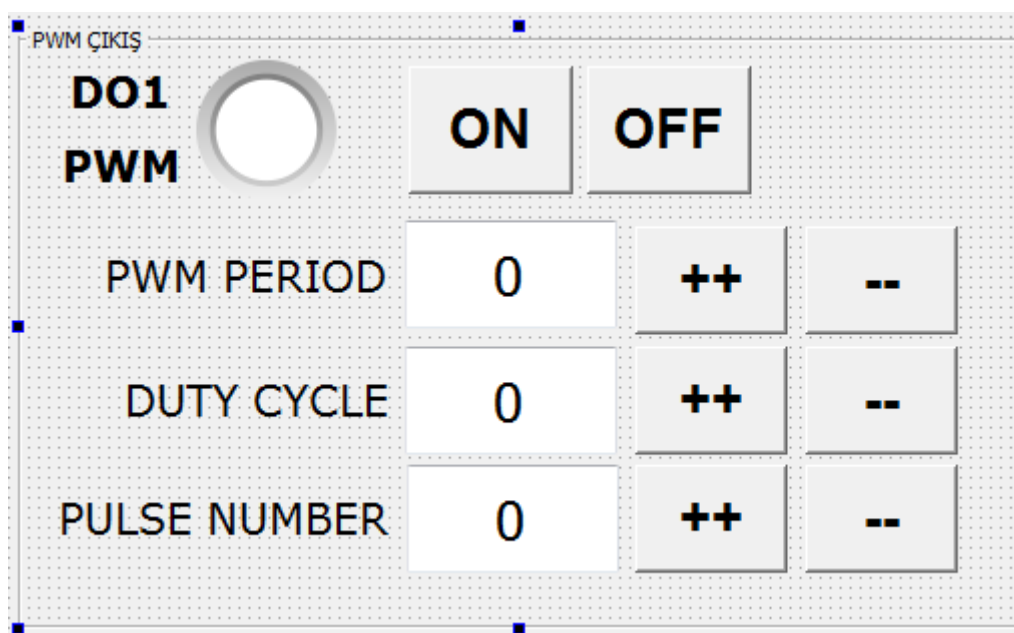 PWM ÇIKIŞ
DO1
PWM
ON OFF
PWM PERIOD 0 ++ --
DUTY CYCLE 0 ++ --
PULSE NUMBER 0 ++ --